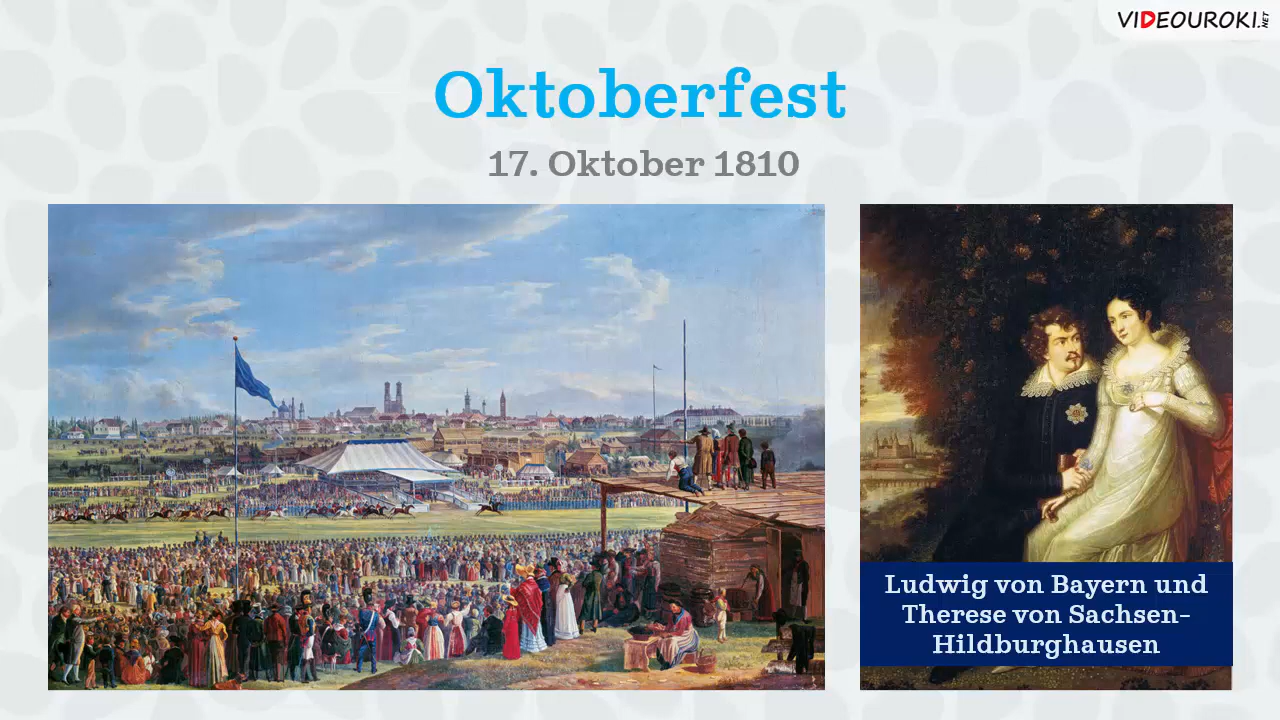 VIDEOUROKI.NET
Oktoberfest
17. Oktober 1810
Ludwig von Bayern und
Therese von Sachsen-
Hildburghausen